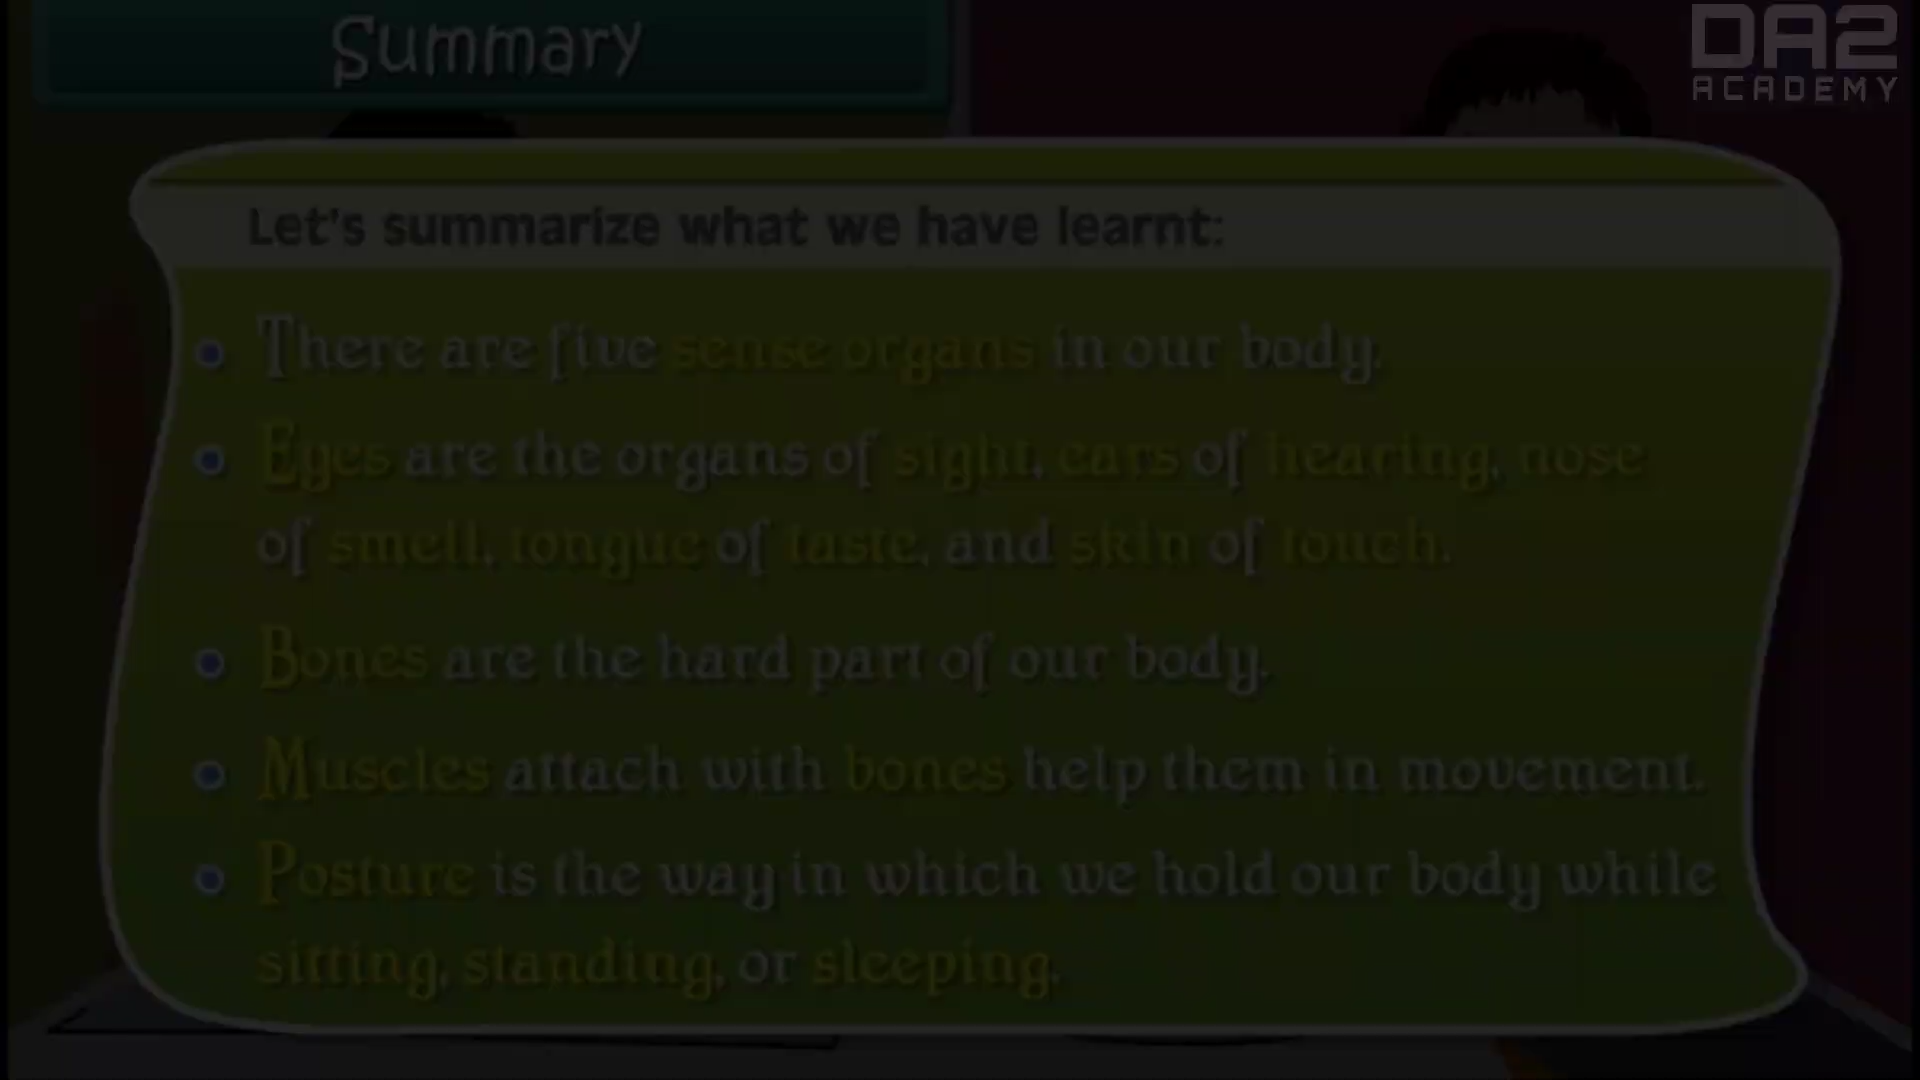 Summary
DA2
ACADEMY
Let's summarize what we have learnt:
There are five sense organs in our body.
Eyes are the organs of sight, ears of hearing, nose
of smell, tongue of taste, and skin of touch.
Bones are the hard part of our body.
Muscles attach with bones help them in movement.
Posture is the way in which we hold our body while
sitting, standing, or sleeping.